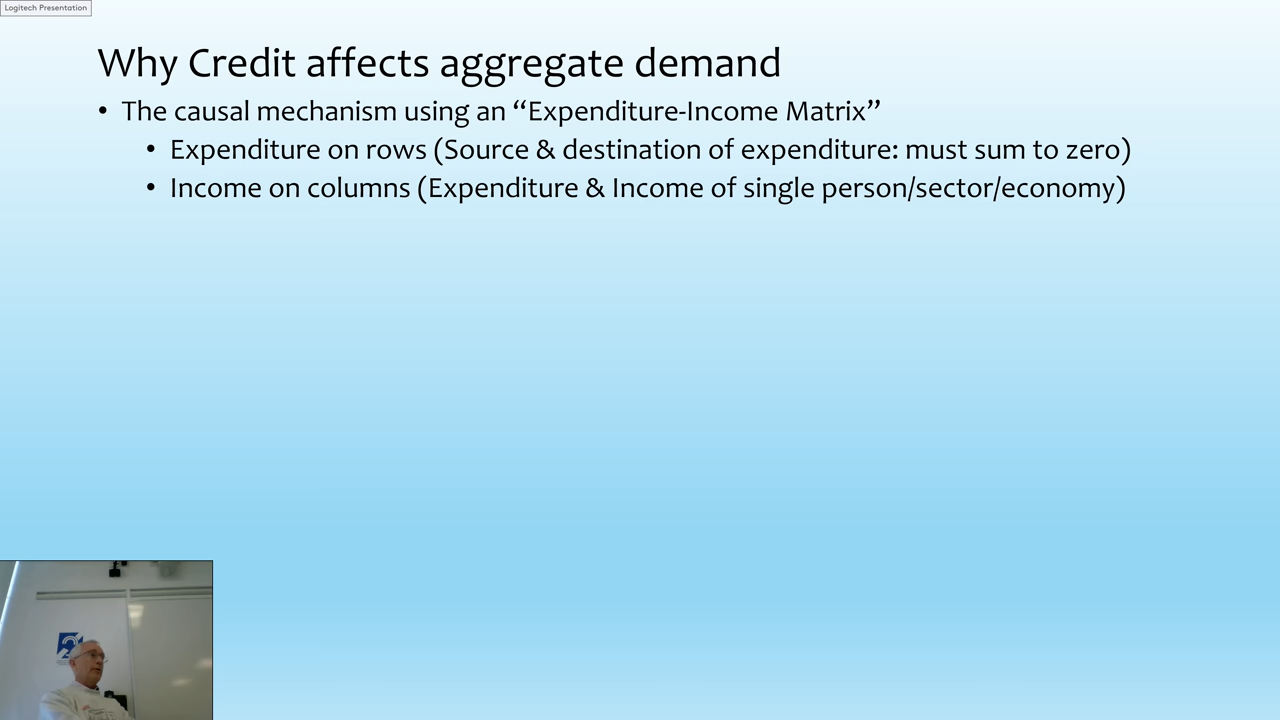 Logitech Presentation
Why Credit affects aggregate demand
• The causal mechanism using an “Expenditure-Income Matrix”
• Expenditure on rows (Source & destination of expenditure: must sum to zero)
• Income on columns (Expenditure & Income of single person/sector/economy)